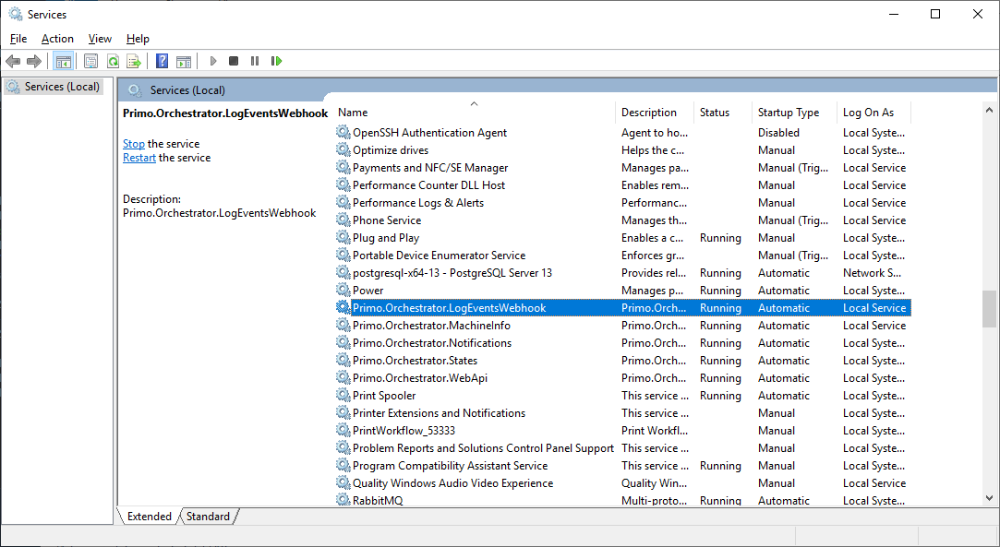 Services
File Action View Help
Services (Local)
Services (Local)
Primo.Orchestrator.LogEventsWebhook
Stop the service
Restart the service
Description:
Primo.Orchestrator.LogEventsWebhook
Name Description Status Startup Type Log On As
OpenSSH Authentication Agent Agent to ho... Disabled Local Syste...
Optimize drives Helps the c... Manual Local Syste...
Payments and NFC/SE Manager Manages pa... Manual (Trig... Local Service
Performance Counter DLL Host Enables rem... Manual Local Service
Performance Logs & Alerts Performanc... Manual Local Service
Phone Service Manages th... Manual (Trig... Local Service
Plug and Play Enables a c... Running Manual Local Syste...
Portable Device Enumerator Service Enforces gr... Manual (Trig... Local Syste...
postgresql-x64-13 - PostgreSQL Server 13 Provides rel... Running Automatic Network S...
Power Manages p... Running Automatic Local Syste...
Primo.Orchestrator.LogEventsWebhook Primo.Orch... Running Automatic Local Service
Primo.Orchestrator.MachineInfo Primo.Orch... Running Automatic Local Service
Primo.Orchestrator.Notifications Primo.Orch... Running Automatic Local Syste...
Primo.Orchestrator.States Primo.Orch... Running Automatic Local Syste...
Primo.Orchestrator.WebApi Primo.Orch... Running Automatic Local Syste...
Print Spooler This service ... Running Automatic Local Syste...
Printer Extensions and Notifications This service ... Manual Local Syste...
PrintWorkflow_53333 Print Workfl... Manual Local Syste...
Problem Reports and Solutions Control Panel Support This service ... Manual Local Syste...
Program Compatibility Assistant Service This service ... Running Manual Local Syste...
Quality Windows Audio Video Experience Quality Win... Manual Local Service
RabbitMQ Multi-proto... Running Automatic Local Syste...
Extended Standard